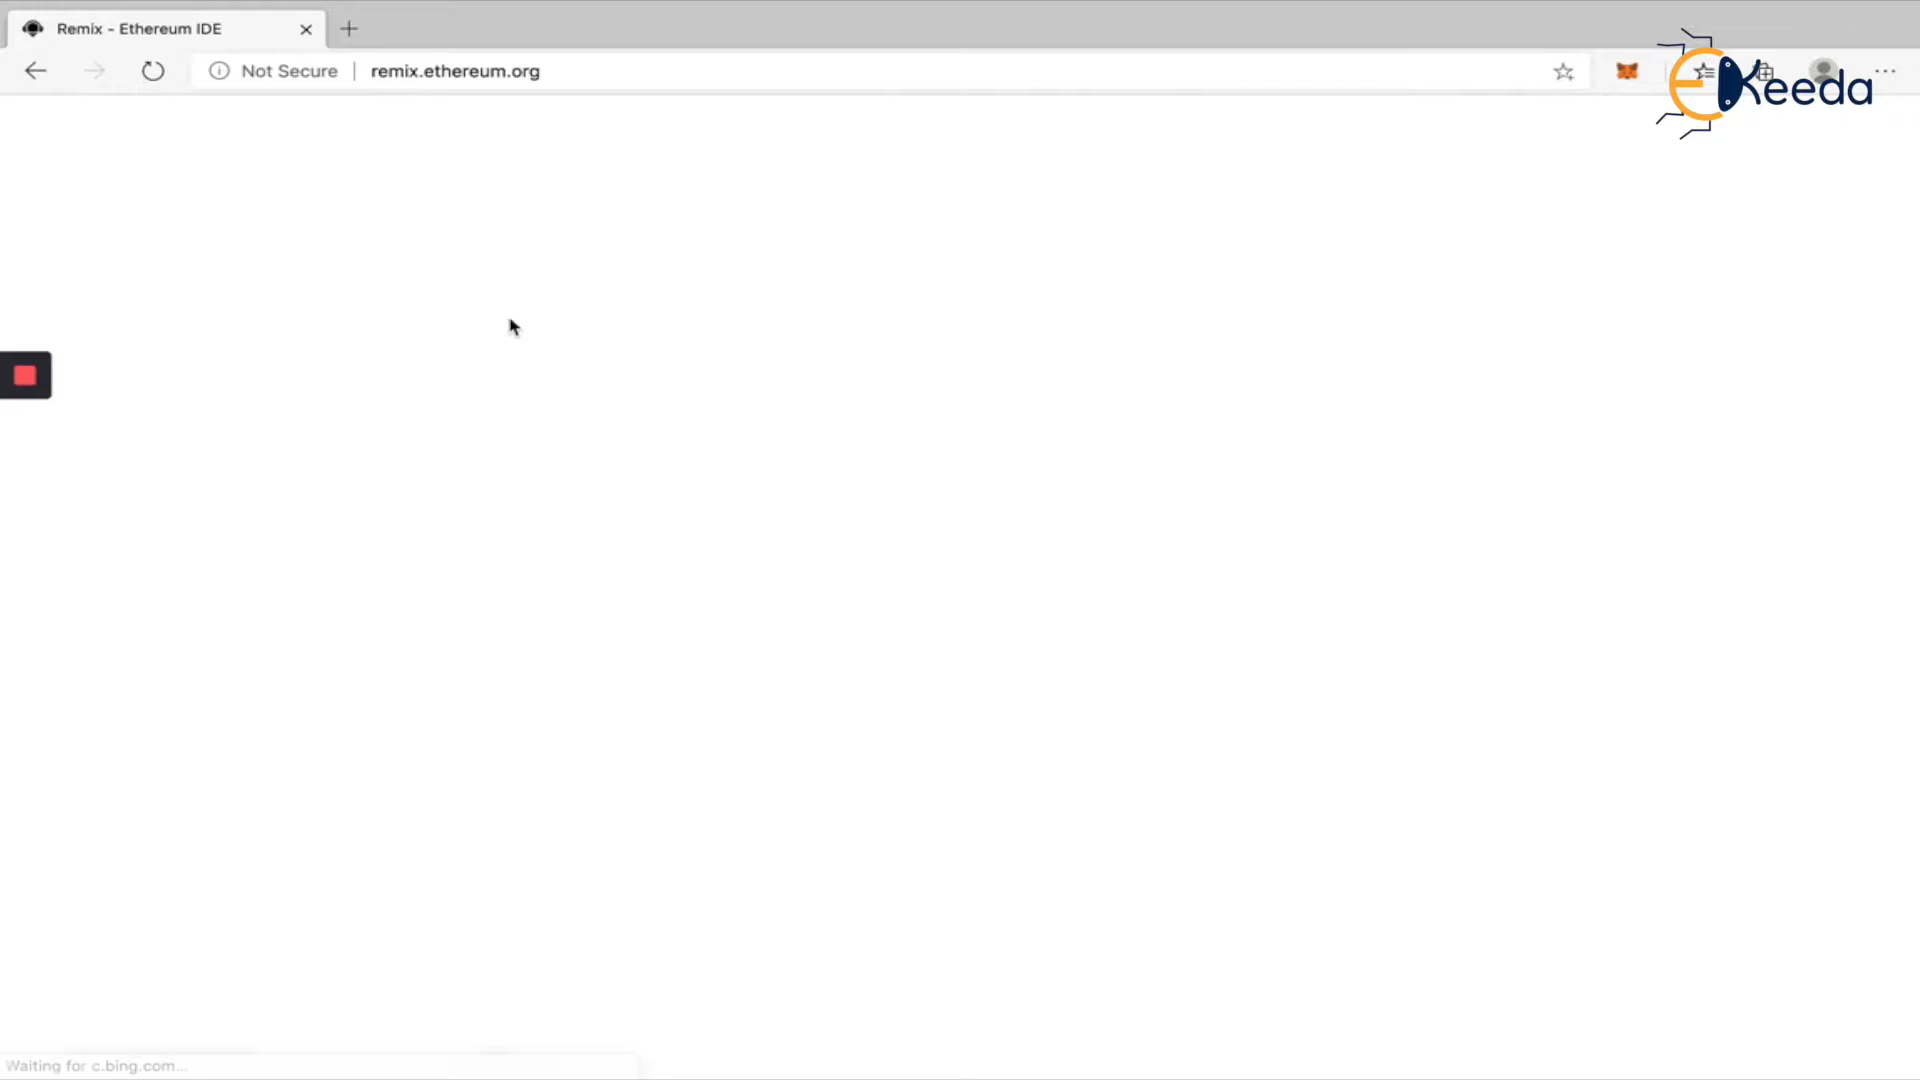 Remix - Ethereum IDE
Not Secure | remix.ethereum.org
EKeeda
Waiting for c.bing.com...